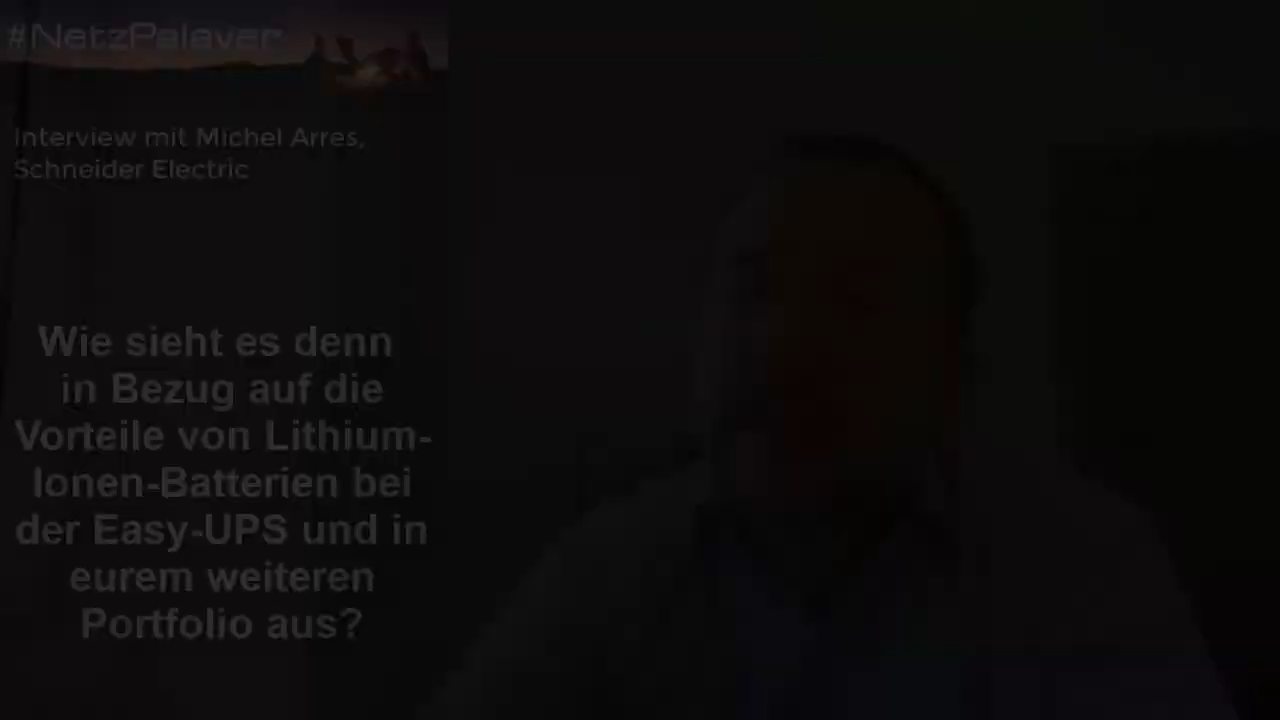 #NetzPalaver
Interview mit Michel Arres,
Schneider Electric
Wie sieht es denn
in Bezug auf die
Vorteile von Lithium-
Ionen-Batterien bei
der Easy-UPS und in
eurem weiteren
Portfolio aus?